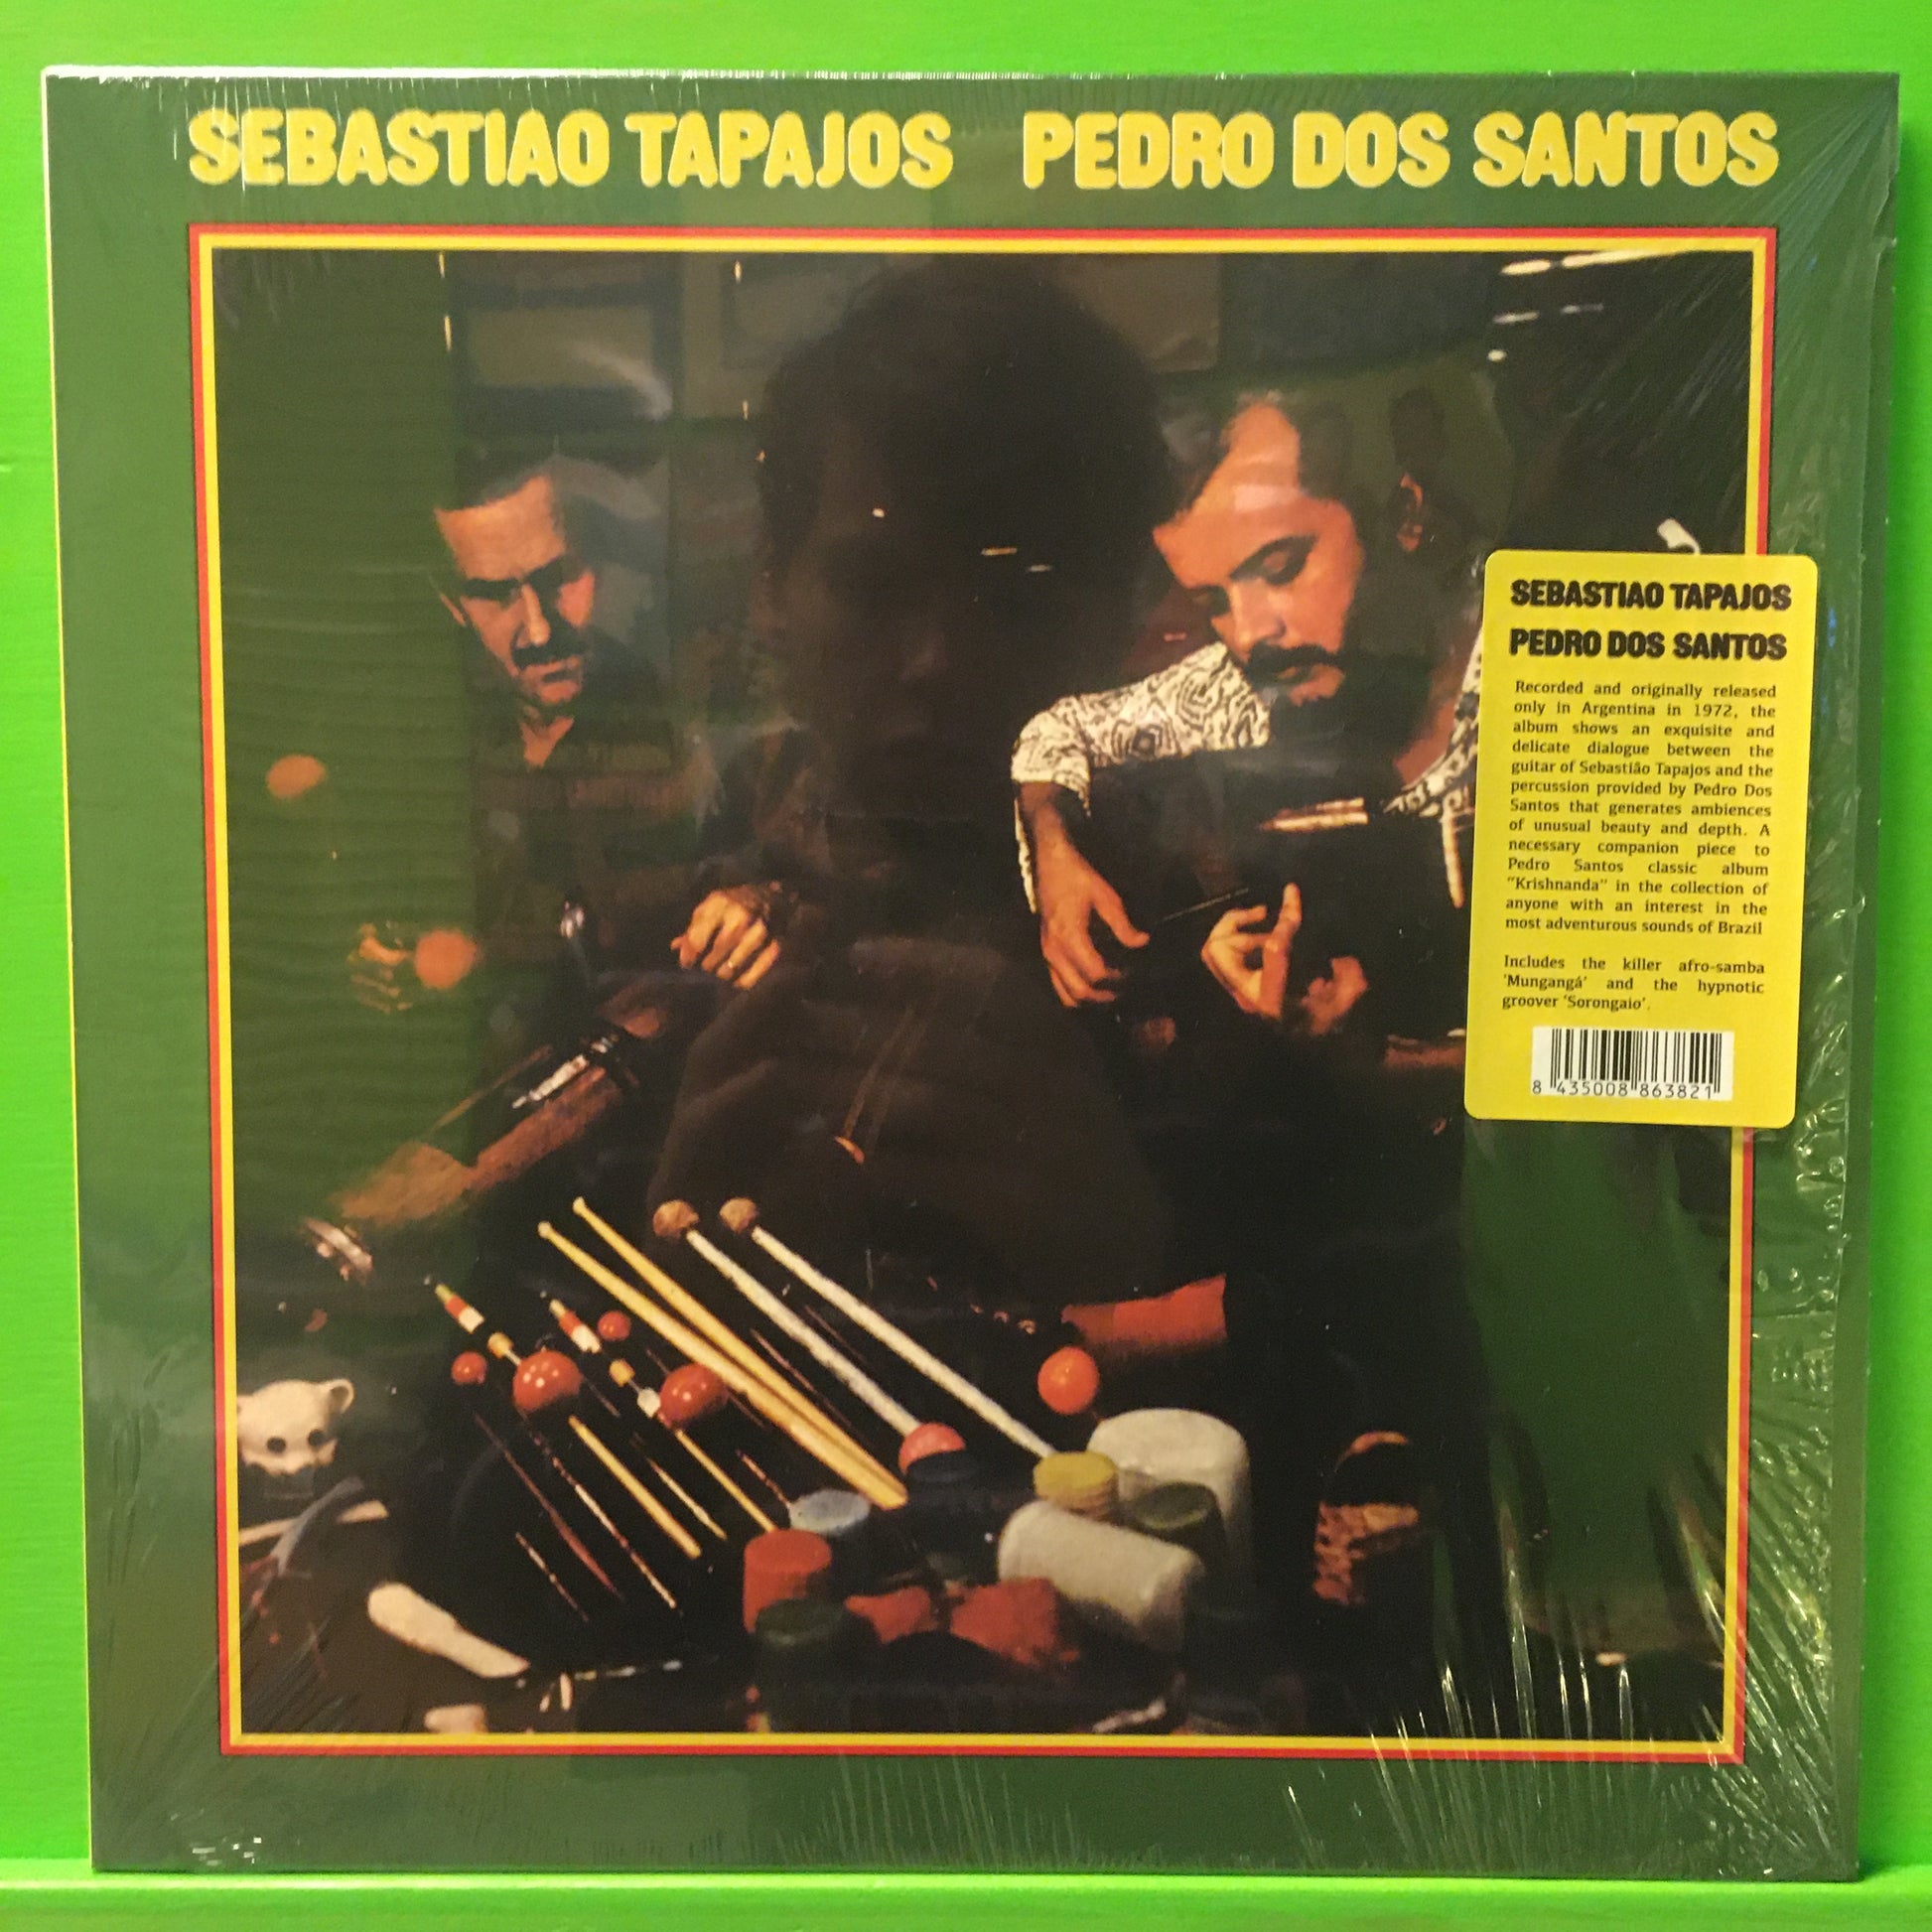 SEBASTIAO TAPAJOS PEDRO DOS SANTOS
SEBASTIAO TAPAJOS
PEDRO DOS SANTOS
Recorded and originally released
only in Argentina in 1972, the
album shows an exquisite and
delicate dialogue between the
guitar of Sebastião Tapajos and the
percussion provided by Pedro Dos
Santos that generates ambiences
of unusual beauty and depth. A
necessary companion piece to
Pedro Santos classic album
"Krishnanda" in the collection of
anyone with an interest in the
most adventurous sounds of Brazil
Includes the killer afro-samba
'Mungangá' and the hypnotic
groover 'Sorongaio'.
8 435008 863821